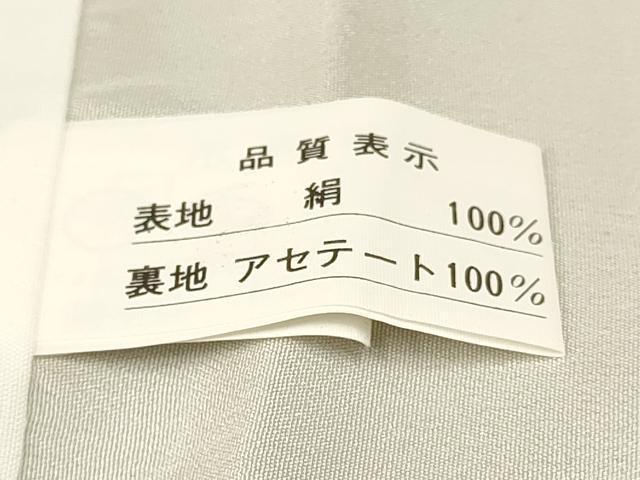 品質表示
表地 絹 100%
裏地 アセテート100%